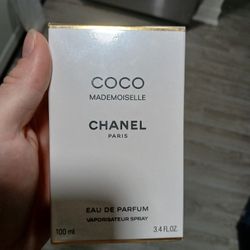 COCO
MADEMOISELLE
CHANEL
PARIS
EAU DE PARFUM
VAPORISATEUR SPRAY
100 ml 3.4 FL.OZ.